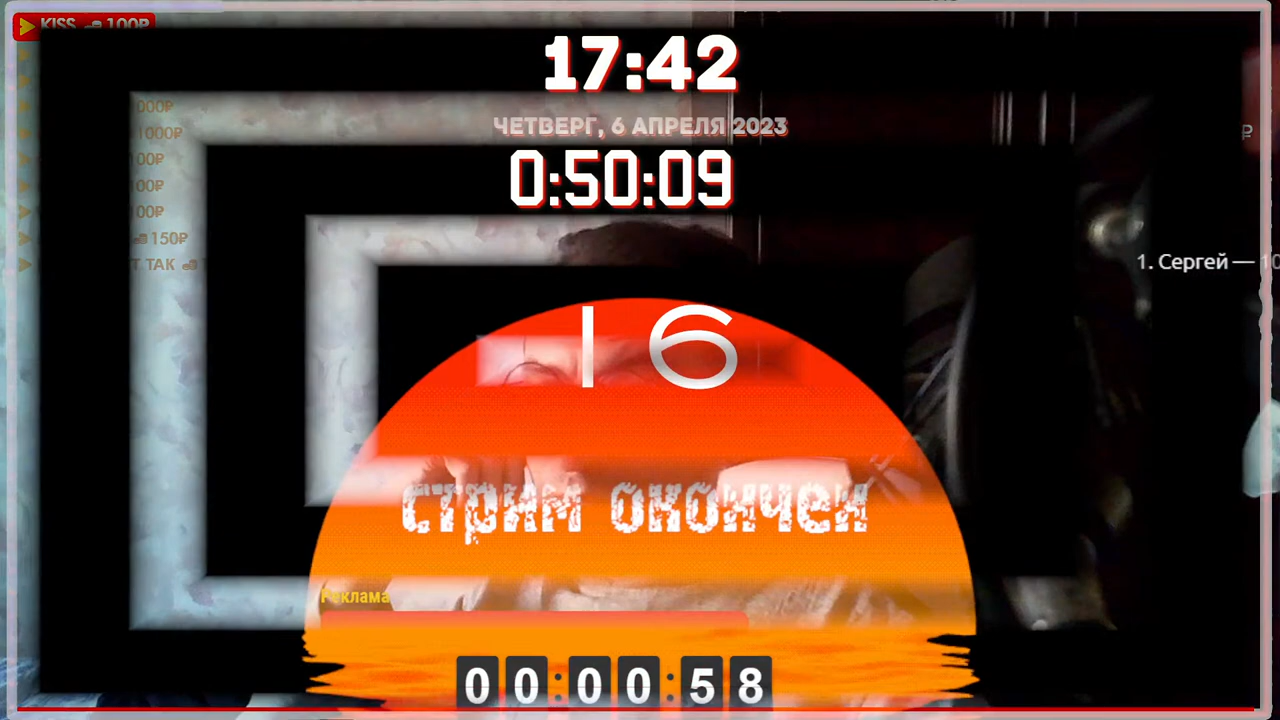 KISS 100₽
17:42
000₽
ЧЕТВЕРГ, 6 АПРЕЛЯ 2023
1000₽
00₽
0:50:09
00₽
00₽
150₽
ТАК
1. Сергей — 10
16
стрим окончен
Реклама
00:00:58